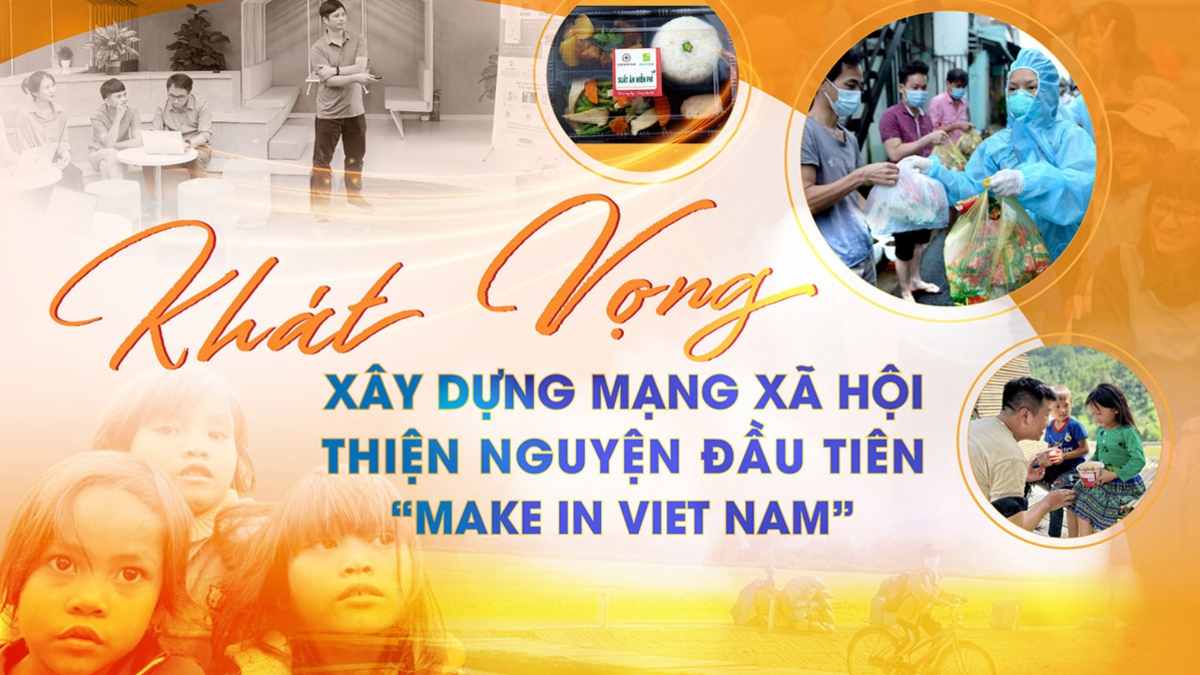 SUẤT ĂN MIỄN PHÍ
Khát Vọng
XÂY DỰNG MẠNG XÃ HỘI
THIỆN NGUYỆN ĐẦU TIÊN
“MAKE IN VIET NAM”